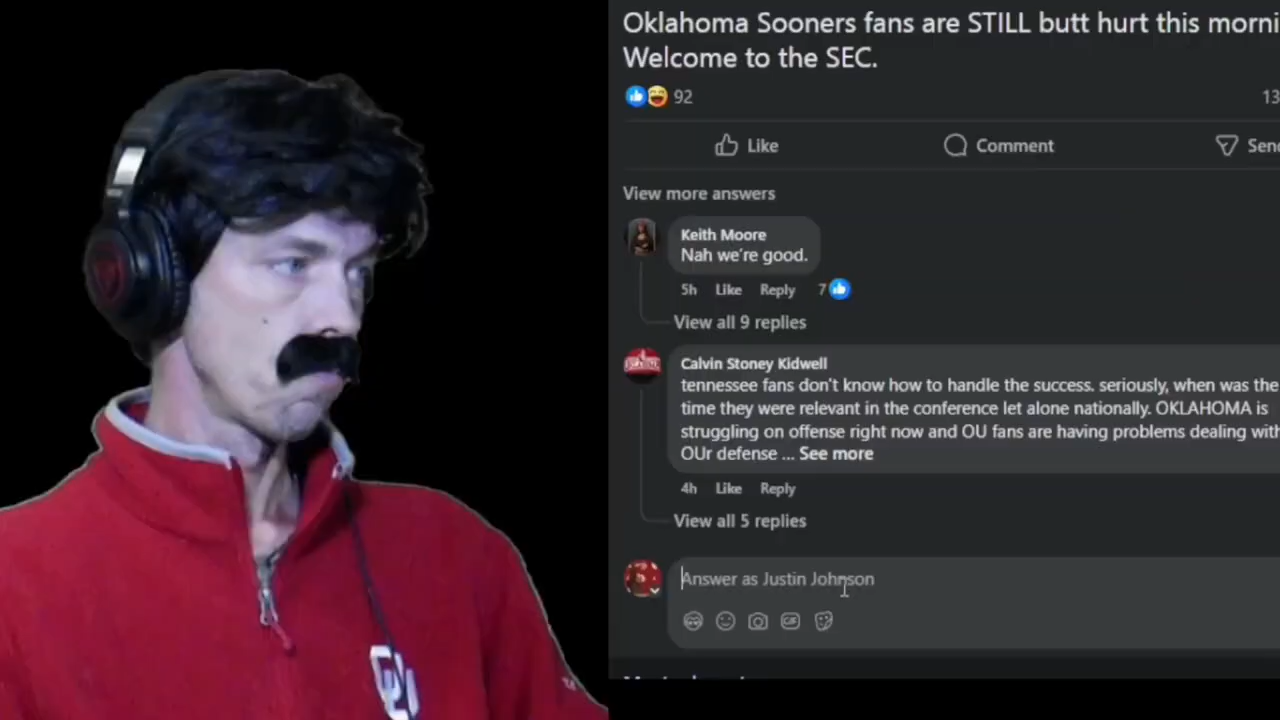 Oklahoma Sooners fans are STILL butt hurt this morni
Welcome to the SEC.
92
13
Like
Comment
Sen
View more answers
Keith Moore
Nah we're good.
5h Like Reply 7
View all 9 replies
Calvin Stoney Kidwell
tennessee fans don't know how to handle the success. seriously, when was the
time they were relevant in the conference let alone nationally. OKLAHOMA is
struggling on offense right now and OU fans are having problems dealing with
OUr defense ... See more
4h Like Reply
View all 5 replies
Answer as Justin Johnson
GIF
OU